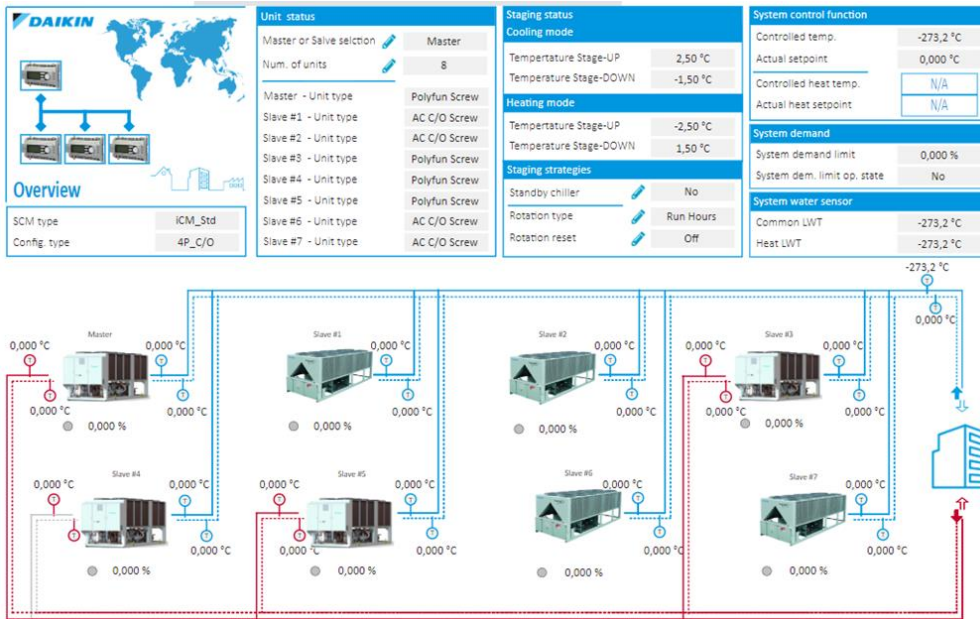 DAIKIN
Overview
SCM type iCM_Std
Config. type 4P_C/O
Unit status
Master or Salve selction Master
Num. of units 8
Master - Unit type Polyfun Screw
Slave #1 - Unit type AC C/O Screw
Slave #2 - Unit type AC C/O Screw
Slave #3 - Unit type Polyfun Screw
Slave #4 - Unit type Polyfun Screw
Slave #5 - Unit type Polyfun Screw
Slave #6 - Unit type AC C/O Screw
Slave #7 - Unit type AC C/O Screw
Staging status
Cooling mode
Tempertature Stage-UP 2,50 °C
Tempertature Stage-DOWN -1,50 °C
Heating mode
Tempertature Stage-UP -2,50 °C
Tempertature Stage-DOWN 1,50 °C
Staging strategies
Standby chiller No
Rotation type Run Hours
Rotation reset Off
System control function
Controlled temp. -273,2 °C
Actual setpoint 0,000 °C
Controlled heat temp. N/A
Actual heat setpoint N/A
System demand
System demand limit 0,000 %
System dem. limit op. state No
System water sensor
Common LWT -273,2 °C
Heat LWT -273,2 °C
-273,2 °C
T
T
0,000 °C
Master Slave #1 Slave #2 Slave #3
0,000 °C 0,000 °C 0,000 °C 0,000 °C 0,000 °C 0,000 °C
T T T T T T
T T T T T T
0,000 °C 0,000 °C 0,000 °C 0,000 °C 0,000 °C 0,000 °C
0,000 % 0,000 % 0,000 % 0,000 %
Slave #4 Slave #5 Slave #6 Slave #7
0,000 °C 0,000 °C 0,000 °C 0,000 °C 0,000 °C 0,000 °C
T T T T T T
T T T T T T
0,000 °C 0,000 °C 0,000 °C 0,000 °C 0,000 °C
0,000 % 0,000 % 0,000 % 0,000 %